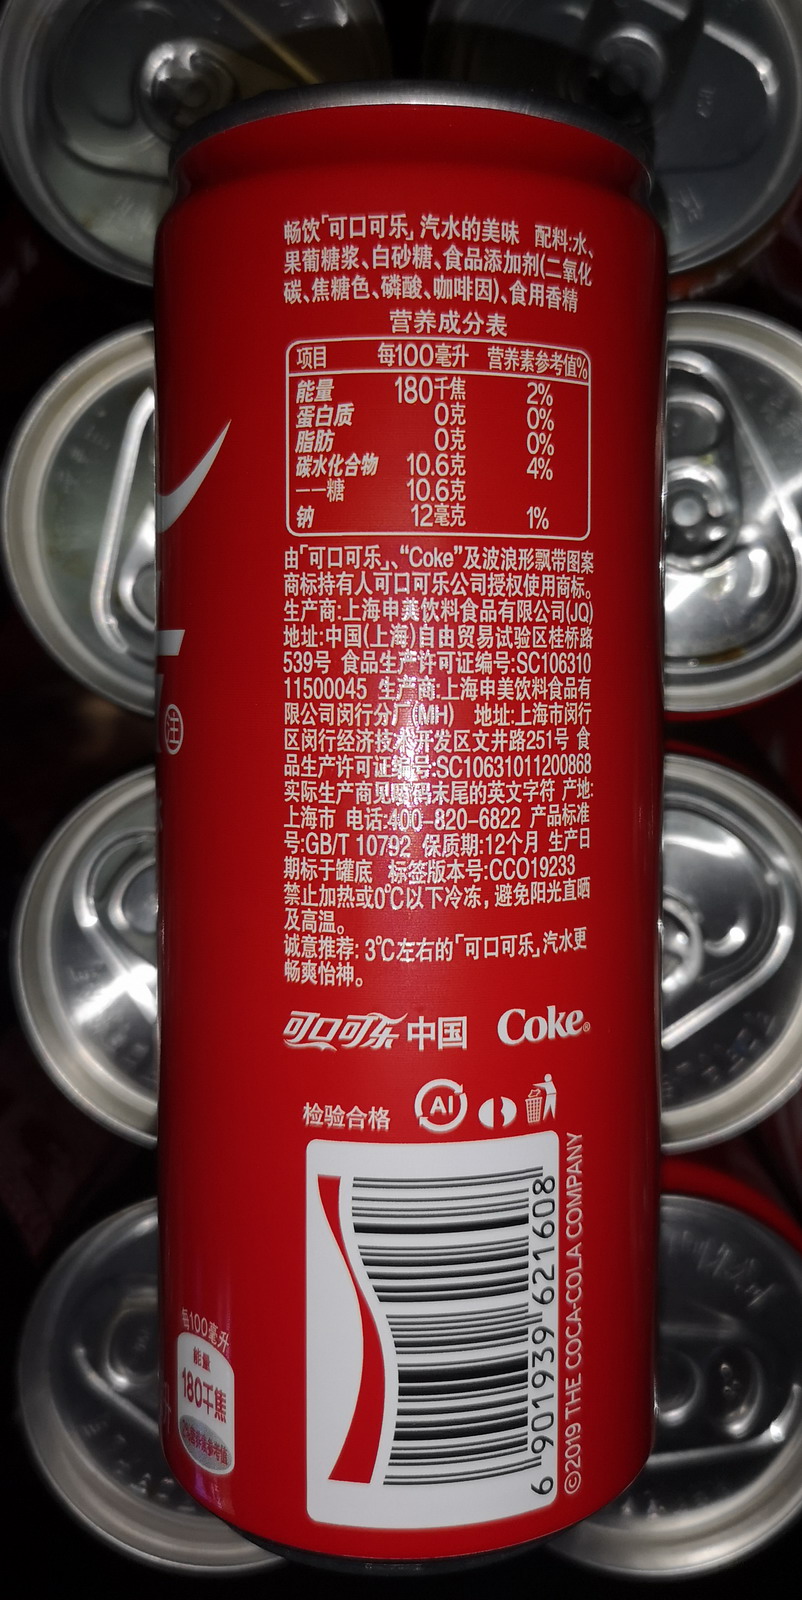 畅饮「可口可乐」汽水的美味 配料:水、
果葡糖浆、白砂糖、食品添加剂(二氧化
碳、焦糖色、磷酸、咖啡因)、食用香精
营养成分表
项目 每100毫升 营养素参考值%
能量 180千焦 2%
蛋白质 0克 0%
脂肪 0克 0%
碳水化合物 10.6克 4%
——糖 10.6克
钠 12毫克 1%
由「可口可乐」、“Coke”及波浪形飘带图案
商标持有人可口可乐公司授权使用商标。
生产商:上海申美饮料食品有限公司(JQ)
地址:中国(上海)自由贸易试验区桂桥路
539号 食品生产许可证编号:SC106310
11500045 生产商:上海申美饮料食品有
限公司闵行分厂(MH) 地址:上海市闵行
区闵行经济技术开发区文井路251号 食
品生产许可证编号:SC10631011200868
实际生产商见喷码末尾的英文字符 产地:
上海市 电话:400-820-6822 产品标准
号:GB/T 10792 保质期:12个月 生产日
期标于罐底 标签版本号:CCO19233
禁止加热或0℃以下冷冻，避免阳光直晒
及高温。
诚意推荐: 3℃左右的「可口可乐」汽水更
畅爽怡神。
可口可乐中国 Coke®
检验合格 Al
6 901939 621608
©2019 THE COCA-COLA COMPANY
注
每100毫升
能量
180千焦
2%营养素参考值